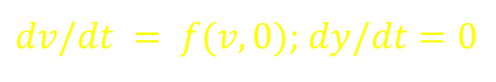 dv/dt = f(v,0); dy/dt = 0